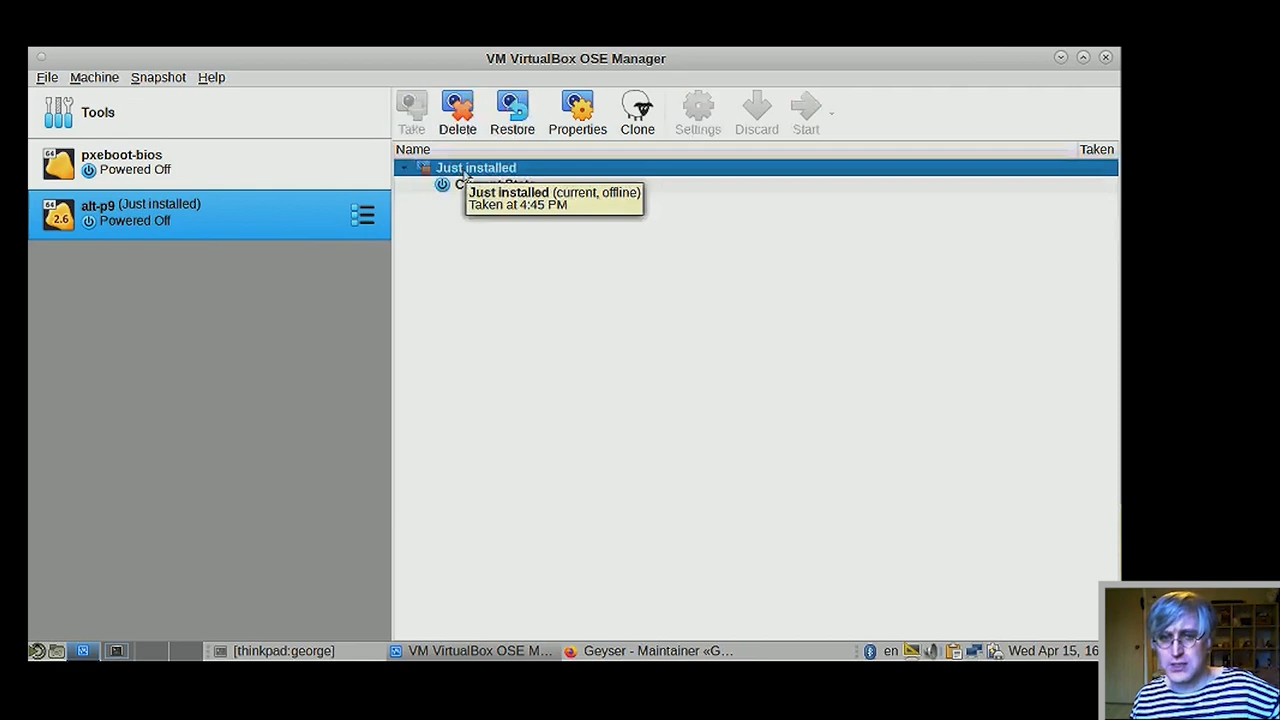 VM VirtualBox OSE Manager
File Machine Snapshot Help
Tools
Take Delete Restore Properties Clone Settings Discard Start
Name Taken
64 pxeboot-bios
Powered Off
Just installed
64 2.6 alt-p9 (Just installed)
Powered Off
Just installed (current, offline)
Taken at 4:45 PM
[thinkpad:george] VM VirtualBox OSE M... Geyser - Maintainer «G... en Wed Apr 15, 16